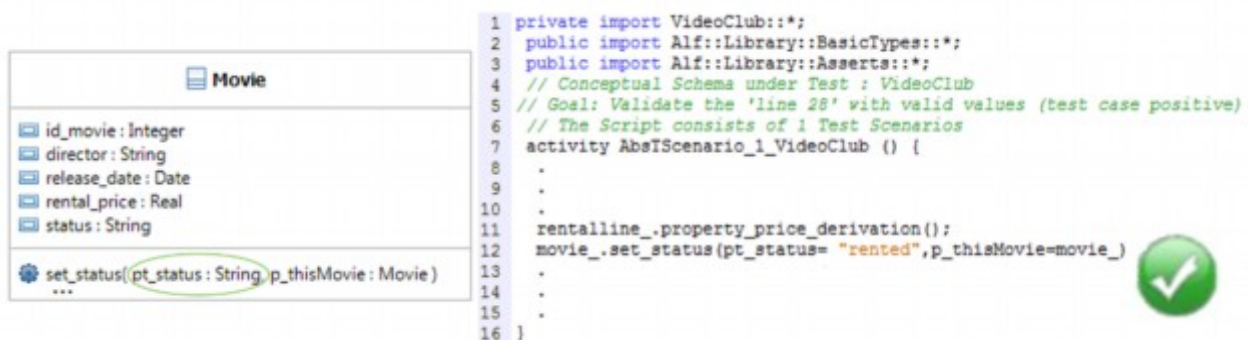 Movie
id_movie : Integer
director : String
release_date : Date
rental_price : Real
status : String
set_status( pt_status : String, p_thisMovie : Movie )
...
1 private import VideoClub::*;
2 public import Alf::Library::BasicTypes::*;
3 public import Alf::Library::Asserts::*;
4 // Conceptual Schema under Test : VideoClub
5 // Goal: Validate the 'line 28' with valid values (test case positive)
6 // The Script consists of 1 Test Scenarios
7 activity AbsTScenario_1_VideoClub () {
8 .
9 .
10 .
11 rentalline_.property_price_derivation();
12 movie_.set_status(pt_status= "rented",p_thisMovie=movie_)
13 .
14 .
15 .
16 }